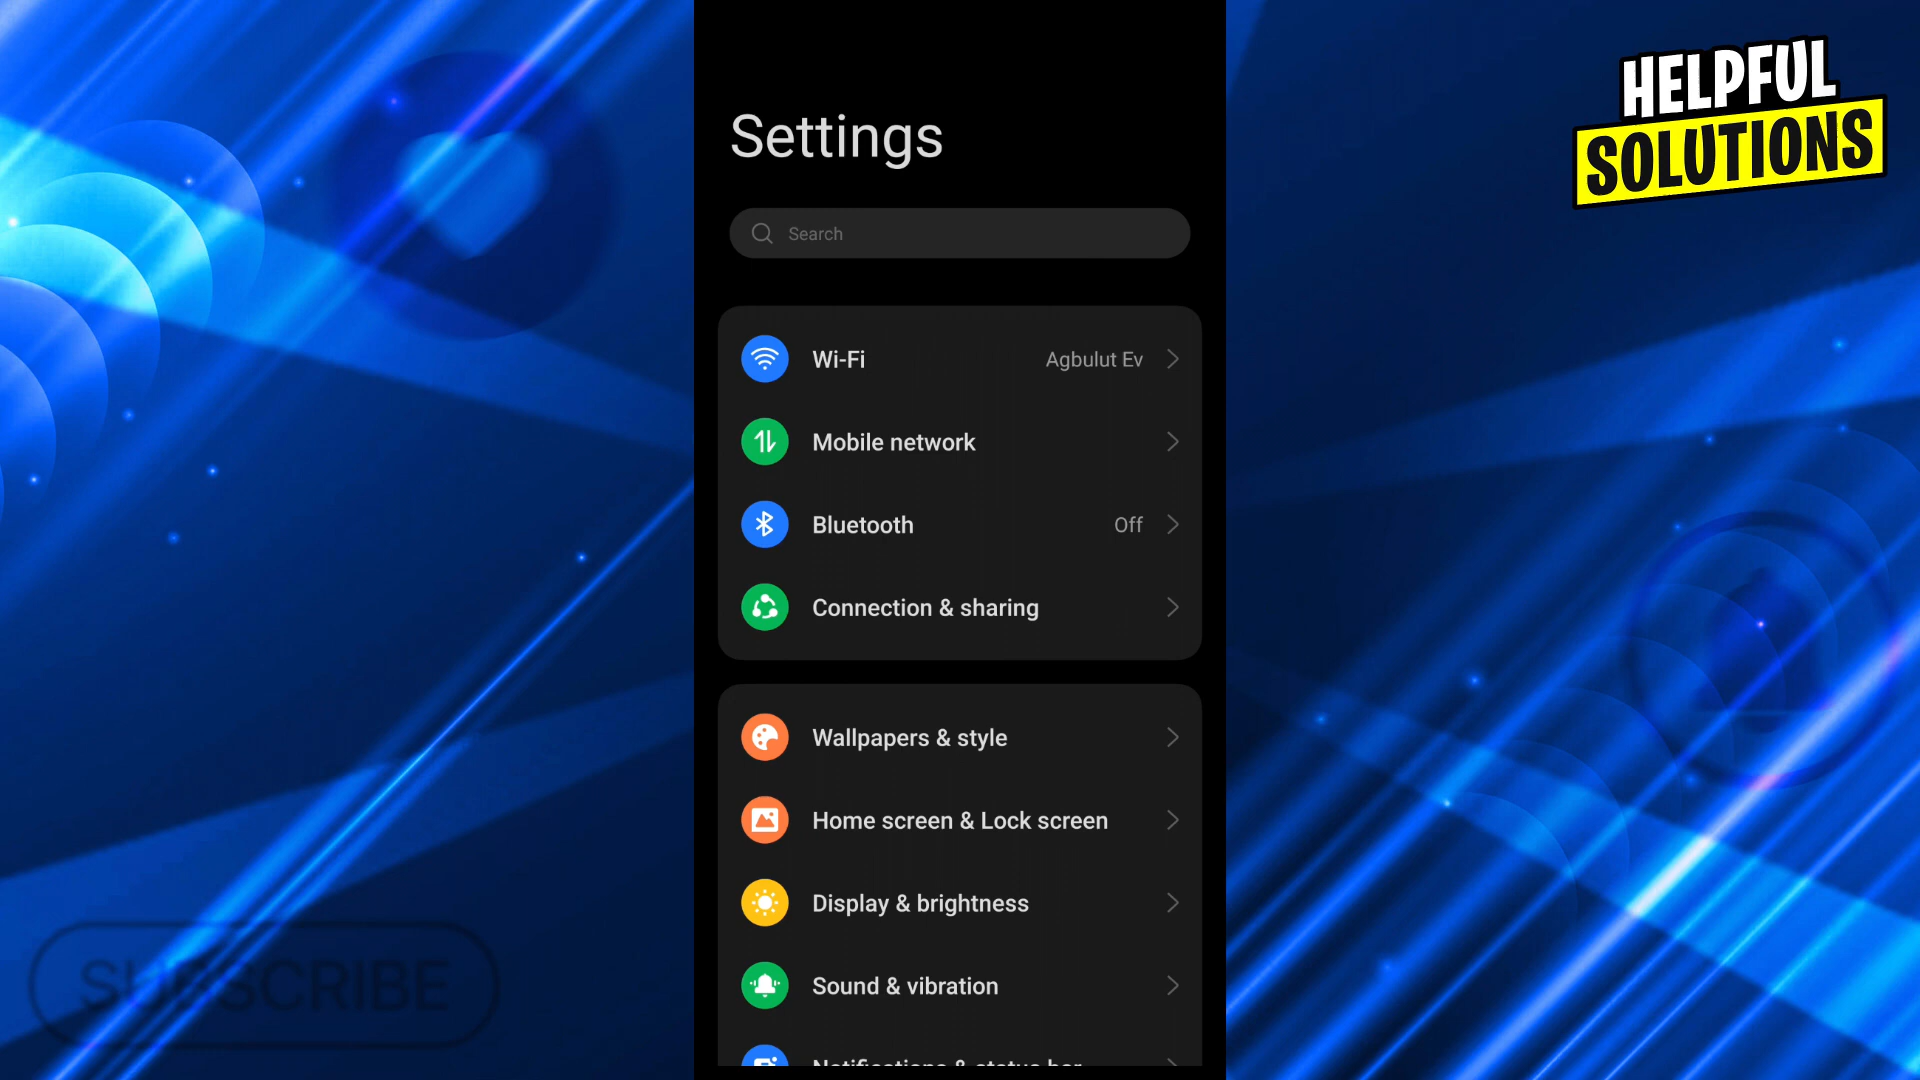 HELPFUL
SOLUTIONS
Settings
Search
Wi-Fi Agbulut Ev
Mobile network
Bluetooth Off
Connection & sharing
Wallpapers & style
Home screen & Lock screen
Display & brightness
Sound & vibration
Notifications & status bar
SUBSCRIBE